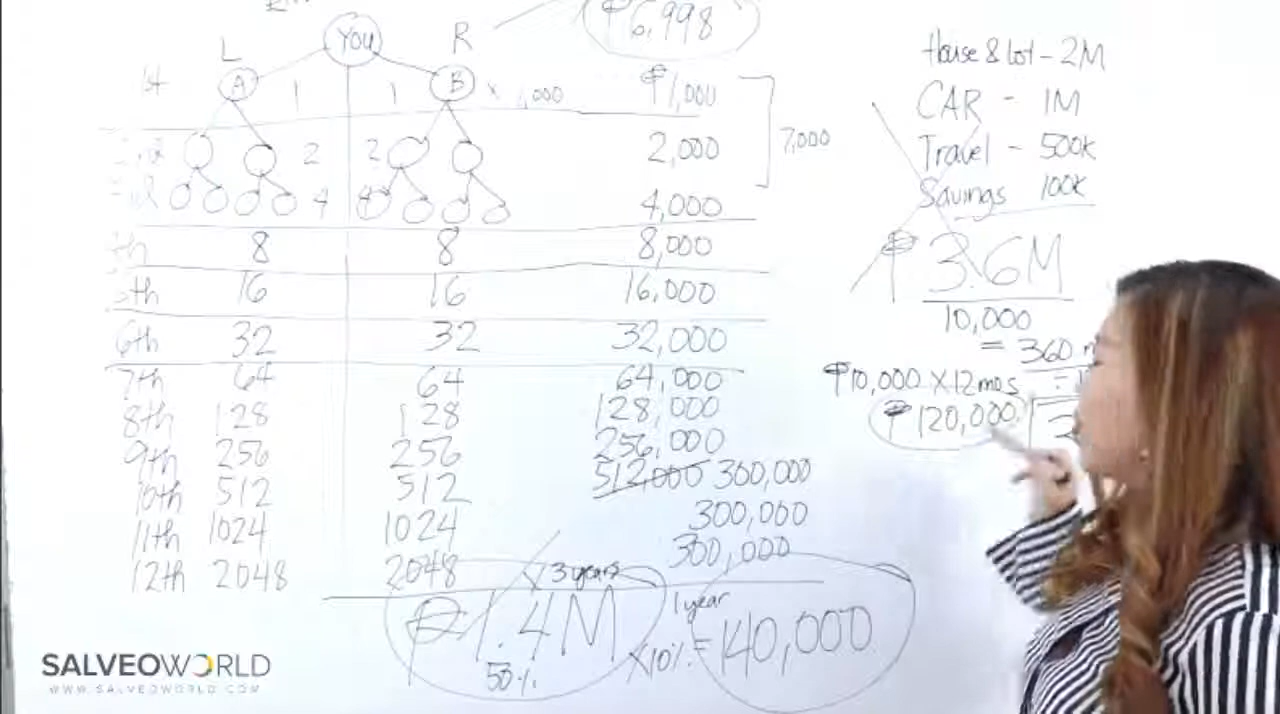 ₱6,998
L You R House & lot - 2M
1st A 1 1 B x 1,000 ₱1,000 CAR - 1M
2 2 2,000 7,000 Travel - 500k
4 4 4,000 Savings 100k
8 8 8,000 ₱3.6M
16 16 16,000 10,000
6th 32 32 32,000 = 360
7th 64 64 64,000 ₱10,000 x 12 mos
8th 128 128 128,000 ₱120,000
9th 256 256 256,000
10th 512 512 512,000 300,000
11th 1024 1024 300,000
12th 2048 2048 300,000
x 3 years
₱1.4M 1 year
50% x10% = 140,000
SALVEOWORLD
WWW.SALVEOWORLD.COM